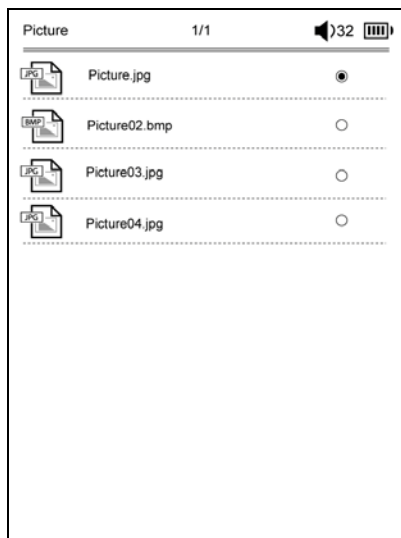 Picture 1/1 32
JPG Picture.jpg
BMP Picture02.bmp
JPG Picture03.jpg
JPG Picture04.jpg